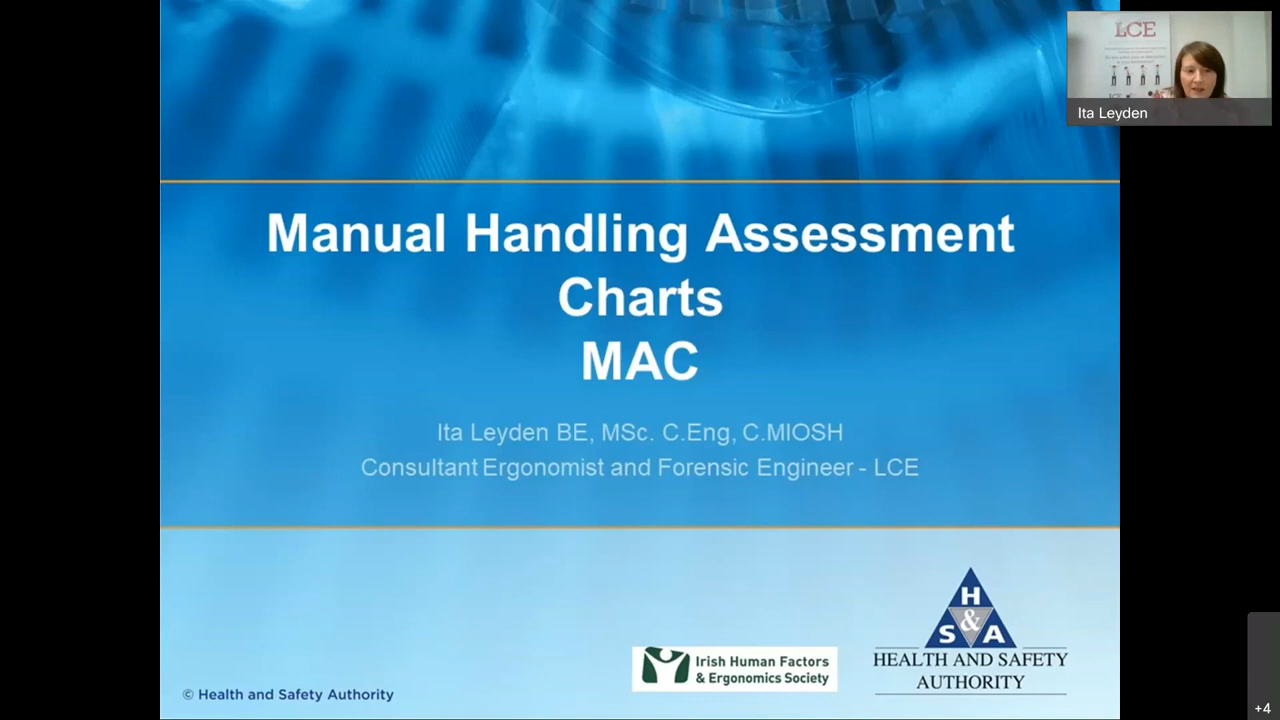 LCE
Ita Leyden
Manual Handling Assessment
Charts
MAC
Ita Leyden BE, MSc. C.Eng, C.MIOSH
Consultant Ergonomist and Forensic Engineer - LCE
H
S & A
Irish Human Factors
& Ergonomics Society
HEALTH AND SAFETY
AUTHORITY
© Health and Safety Authority
+4